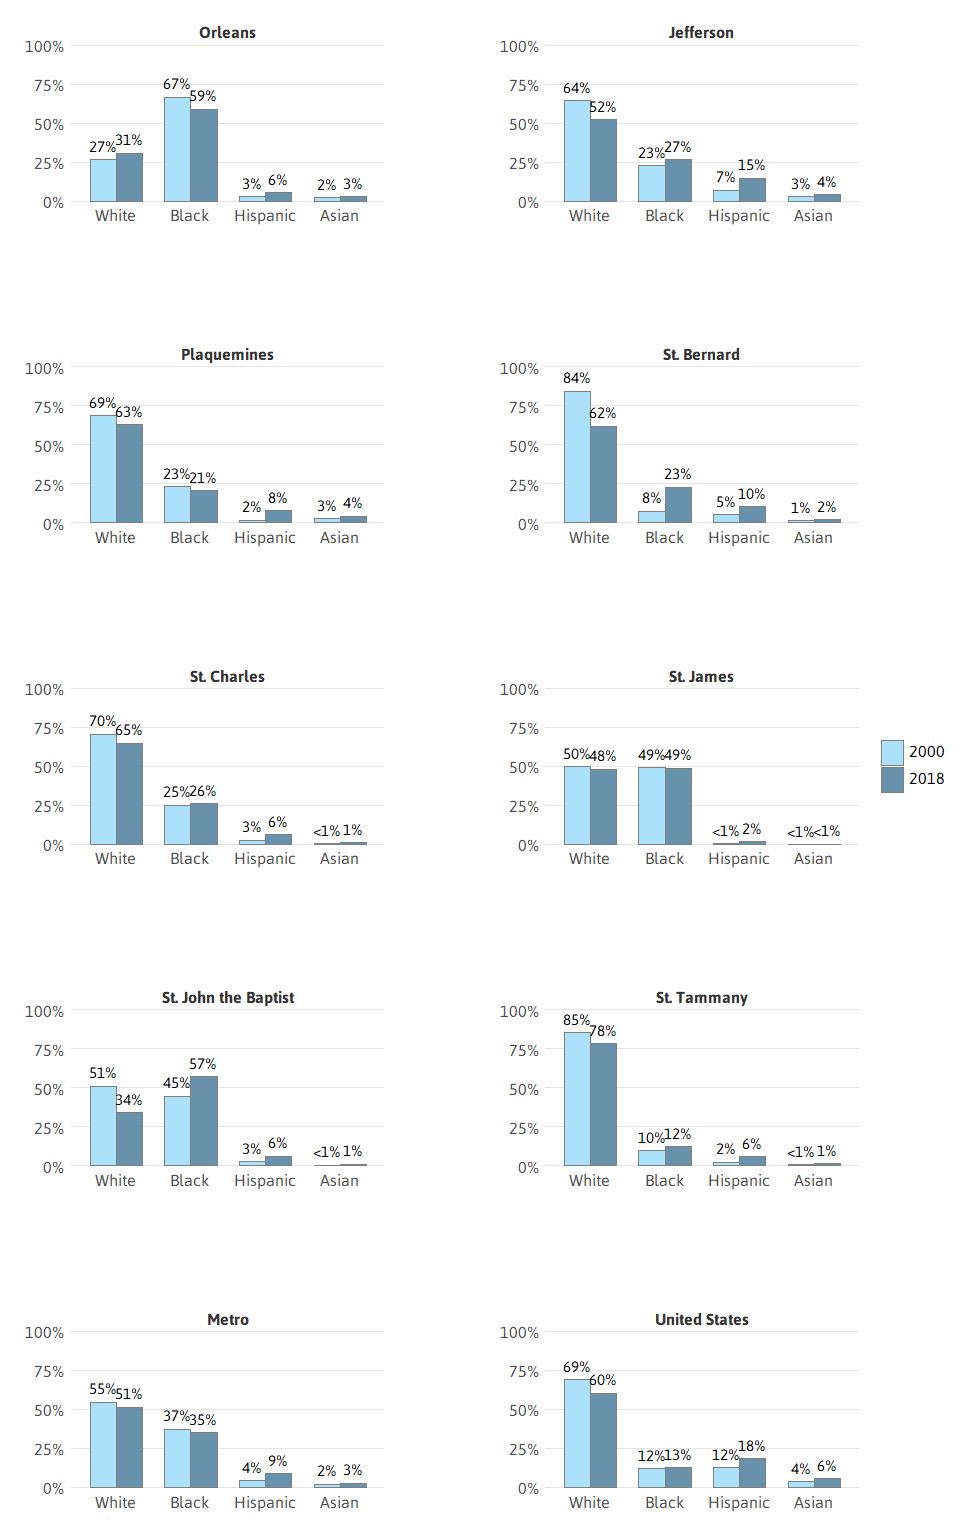 Orleans
100%
75%
50%
25%
0%
27% 31% 67% 59% 3% 6% 2% 3%
White Black Hispanic Asian
Jefferson
100%
75%
50%
25%
0%
64% 52% 23% 27% 7% 15% 3% 4%
White Black Hispanic Asian
Plaquemines
100%
75%
50%
25%
0%
69% 63% 23% 21% 2% 8% 3% 4%
White Black Hispanic Asian
St. Bernard
100%
75%
50%
25%
0%
84% 62% 8% 23% 5% 10% 1% 2%
White Black Hispanic Asian
St. Charles
100%
75%
50%
25%
0%
70% 65% 25% 26% 3% 6% <1% 1%
White Black Hispanic Asian
St. James
100%
75%
50%
25%
0%
50% 48% 49% 49% <1% 2% <1% <1%
White Black Hispanic Asian
2000
2018
St. John the Baptist
100%
75%
50%
25%
0%
51% 34% 45% 57% 3% 6% <1% 1%
White Black Hispanic Asian
St. Tammany
100%
75%
50%
25%
0%
85% 78% 10% 12% 2% 6% <1% 1%
White Black Hispanic Asian
Metro
100%
75%
50%
25%
0%
55% 51% 37% 35% 4% 9% 2% 3%
White Black Hispanic Asian
United States
100%
75%
50%
25%
0%
69% 60% 12% 13% 12% 18% 4% 6%
White Black Hispanic Asian